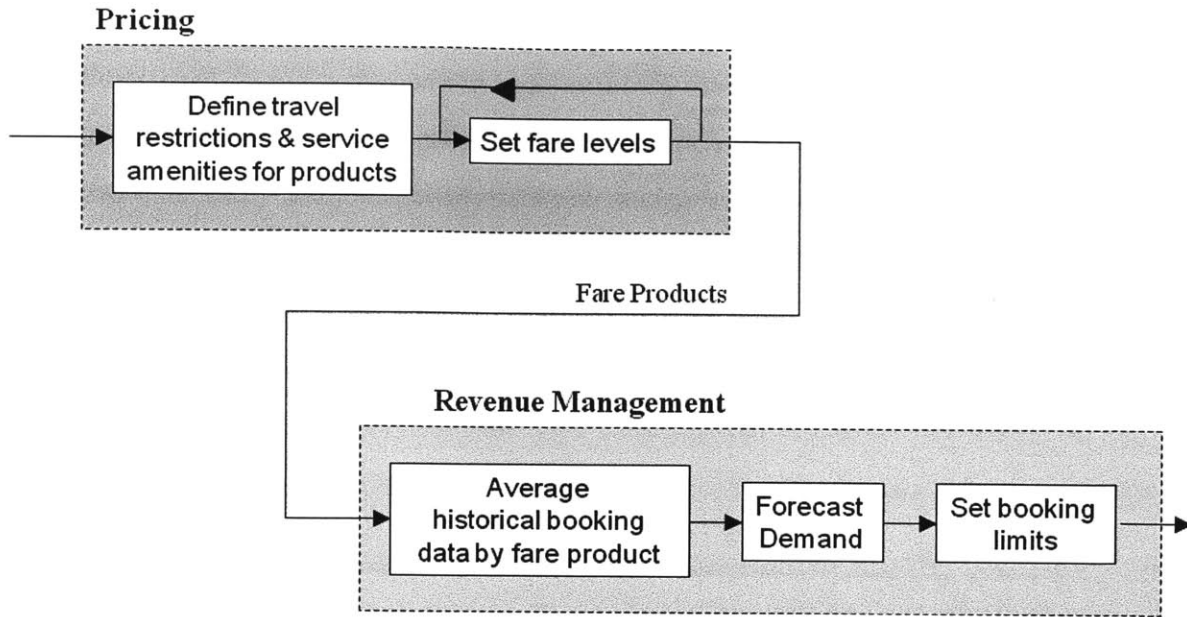 Pricing
Define travel
restrictions & service
amenities for products
Set fare levels
Fare Products
Revenue Management
Average
historical booking
data by fare product
Forecast
Demand
Set booking
limits